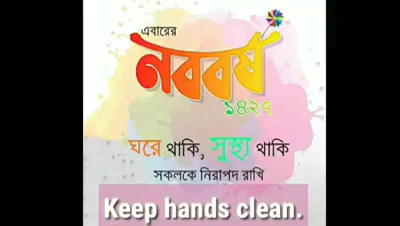 এবারের
নববর্ষ
১৪২৭
ঘরে থাকি, সুস্থ্য থাকি
সকলকে নিরাপদ রাখি
Keep hands clean.